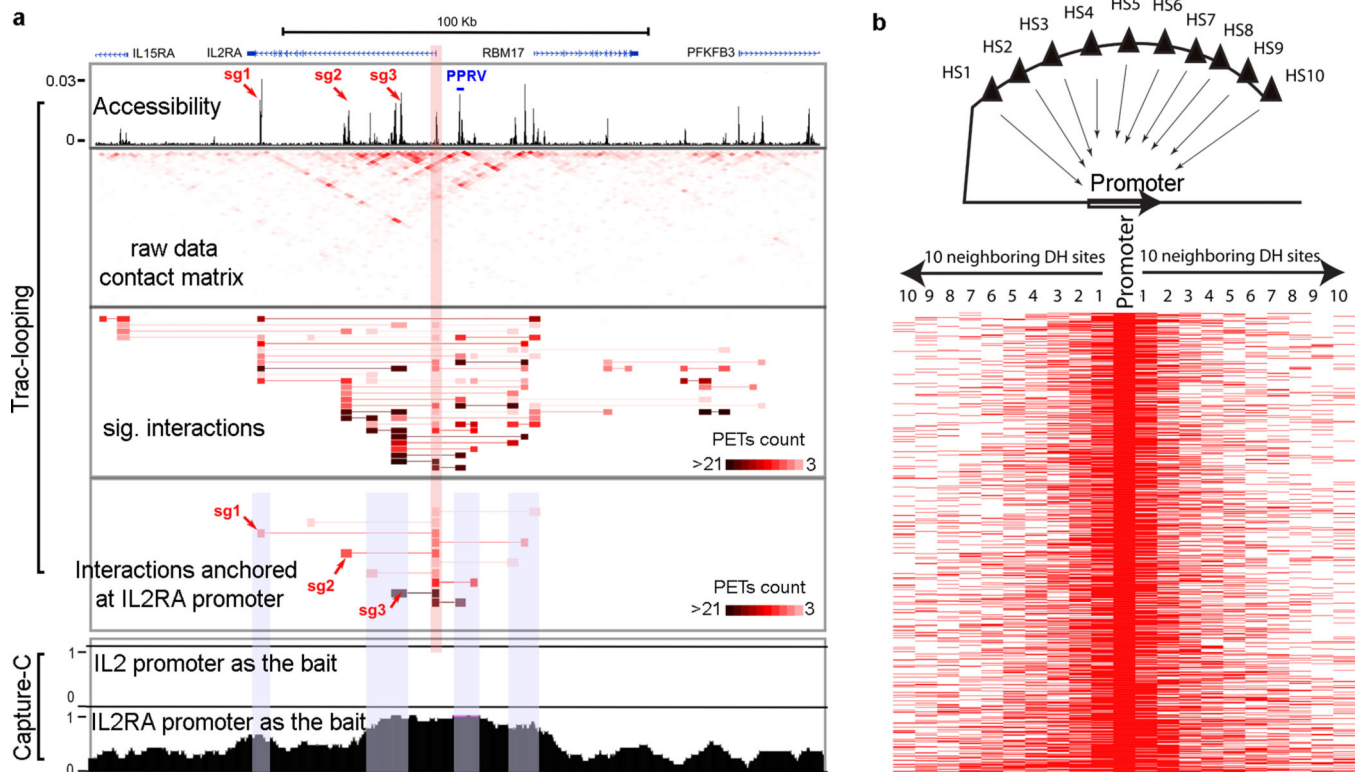 a
100 Kb
IL15RA
IL2RA
RBM17
PFKFB3
Trac-looping
0.03
0
sg1
sg2
sg3
PPRV
Accessibility
raw data
contact matrix
sig. interactions
PETs count
>21
3
sg1
sg2
sg3
Interactions anchored
at IL2RA promoter
PETs count
>21
3
Capture-C
1
IL2 promoter as the bait
0
1
IL2RA promoter as the bait
0
b
HS1
HS2
HS3
HS4
HS5
HS6
HS7
HS8
HS9
HS10
Promoter
Promoter
10 neighboring DH sites
10 neighboring DH sites
10 9 8 7 6 5 4 3 2 1
1 2 3 4 5 6 7 8 9 10